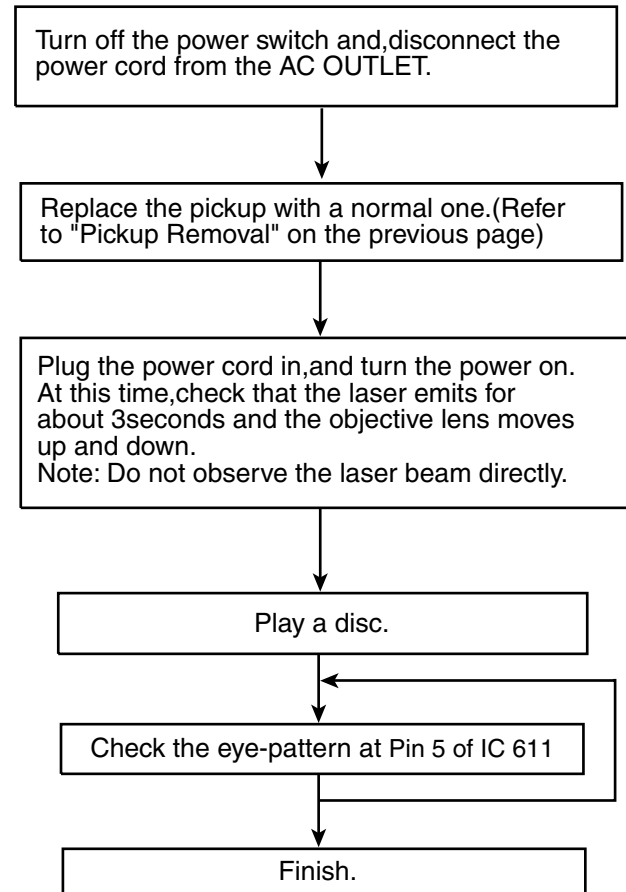 Turn off the power switch and,disconnect the
power cord from the AC OUTLET.
Replace the pickup with a normal one.(Refer
to "Pickup Removal" on the previous page)
Plug the power cord in,and turn the power on.
At this time,check that the laser emits for
about 3seconds and the objective lens moves
up and down.
Note: Do not observe the laser beam directly.
Play a disc.
Check the eye-pattern at Pin 5 of IC 611
Finish.